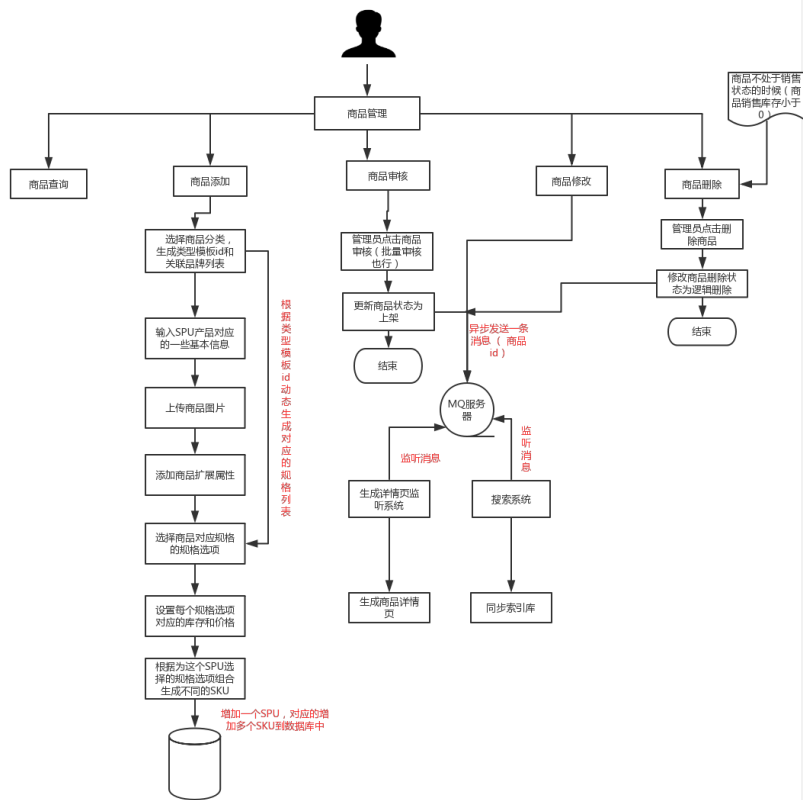 商品管理
商品不处于销售
状态的时候（商
品销售库存小于
0）
商品查询
商品添加
商品审核
商品修改
商品删除
选择商品分类，
生成类型模板id和
关联品牌列表
管理员点击商品
审核（批量审核
也行）
管理员点击删
除商品
修改商品删除状
态为逻辑删除
结束
更新商品状态为
上架
结束
异步发送一条
消息（ 商品
id）
根据类型模板id动态生成对应的规格列表
输入SPU产品对应
的一些基本信息
上传商品图片
添加商品扩展属性
选择商品对应规格
的规格选项
设置每个规格选项
对应的库存和价格
根据为这个SPU选
择的规格选项组合
生成不同的SKU
增加一个SPU，对应的增
加多个SKU到数据库中
MQ服务
器
监听消息
监听消息
生成详情页监
听系统
搜索系统
生成商品详情
页
同步索引库